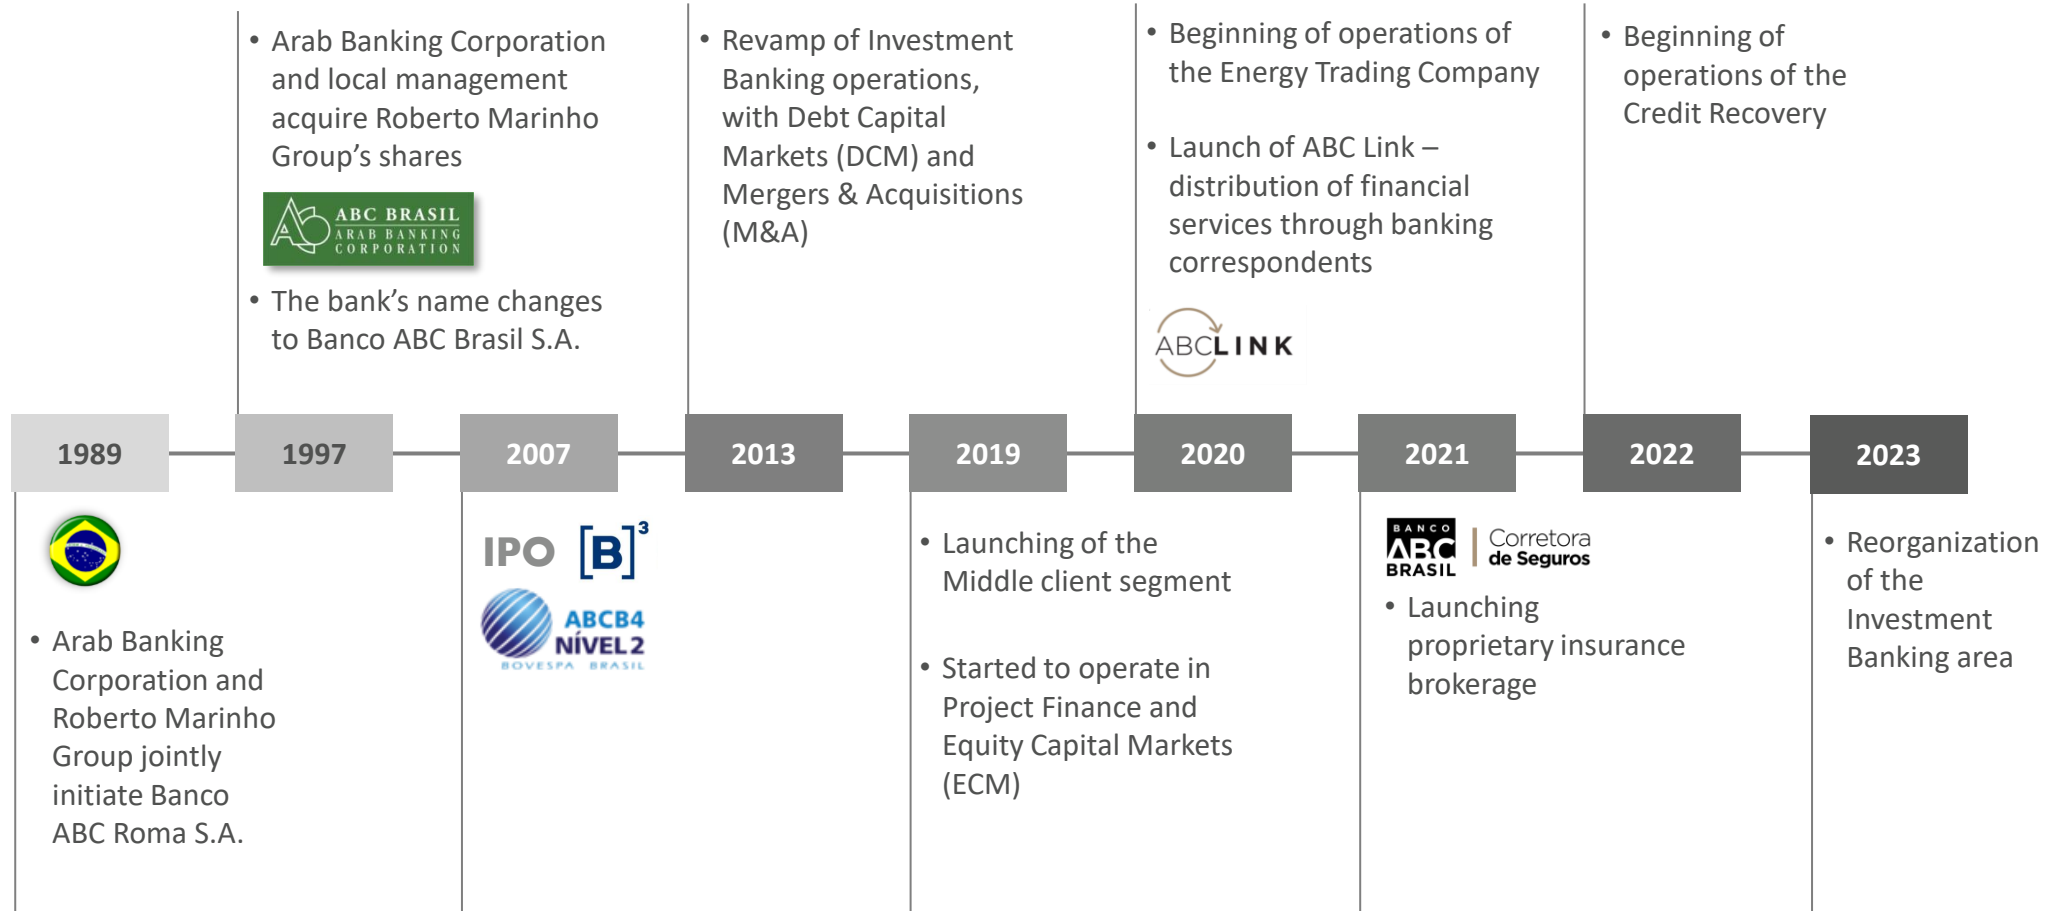 • Arab Banking Corporation
and local management
acquire Roberto Marinho
Group’s shares
ABC BRASIL
ARAB BANKING
CORPORATION
• The bank’s name changes
to Banco ABC Brasil S.A.
• Revamp of Investment
Banking operations,
with Debt Capital
Markets (DCM) and
Mergers & Acquisitions
(M&A)
• Beginning of operations of
the Energy Trading Company
• Launch of ABC Link –
distribution of financial
services through banking
correspondents
ABCLINK
• Beginning of
operations of the
Credit Recovery
1989
1997
2007
2013
2019
2020
2021
2022
2023
• Arab Banking
Corporation and
Roberto Marinho
Group jointly
initiate Banco
ABC Roma S.A.
IPO [B]³
ABCB4
NÍVEL 2
BOVESPA BRASIL
• Launching of the
Middle client segment
• Started to operate in
Project Finance and
Equity Capital Markets
(ECM)
BANCO
ABC
BRASIL
Corretora
de Seguros
• Launching
proprietary insurance
brokerage
• Reorganization
of the
Investment
Banking area